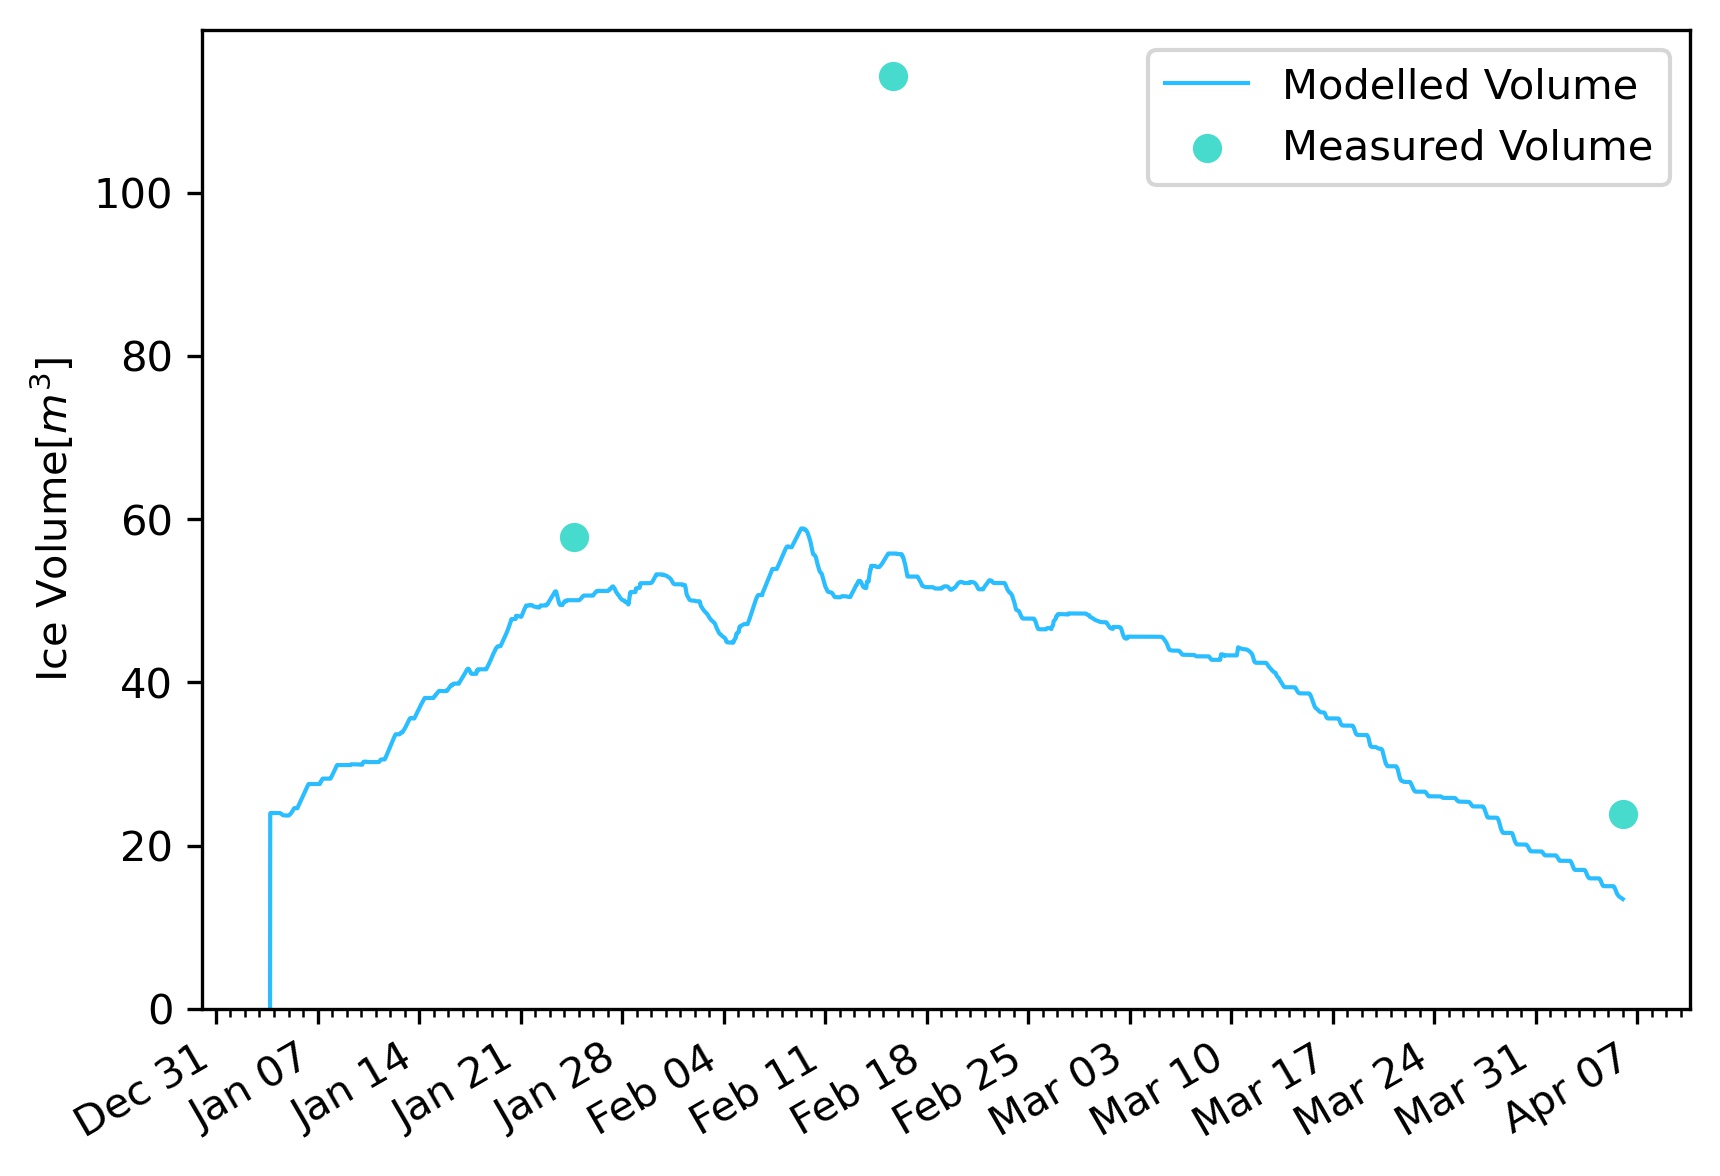 Modelled Volume
Measured Volume
Ice Volume[m³]
100
80
60
40
20
0
Dec 31
Jan 07
Jan 14
Jan 21
Jan 28
Feb 04
Feb 11
Feb 18
Feb 25
Mar 03
Mar 10
Mar 17
Mar 24
Mar 31
Apr 07